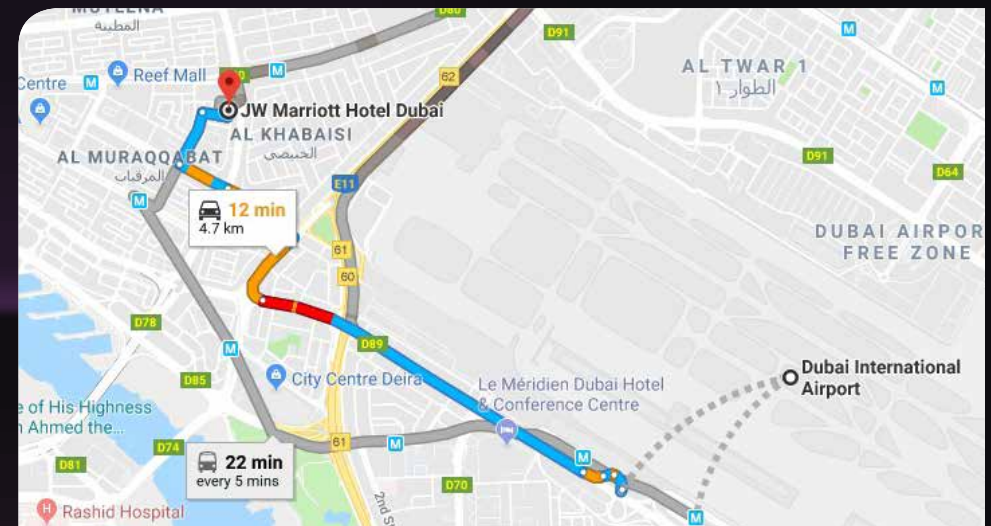 المطينة
D80
D91
M
AL TWAR 1
الطوار ١
Centre
M
Reef Mall
M
62
M
JW Marriott Hotel Dubai
AL KHABAISI
الخبيصي
AL MURAQQABAT
المرقبات
D91
D64
E11
M
12 min
4.7 km
DUBAI AIRPOR
FREE ZONE
61
60
D78
D89
M
D85
City Centre Deira
Le Méridien Dubai Hotel
& Conference Centre
Dubai International
Airport
e of His Highness
Ahmed the...
D74
61
M
M
22 min
every 5 mins
D81
D70
2nd S
H
Rashid Hospital
M